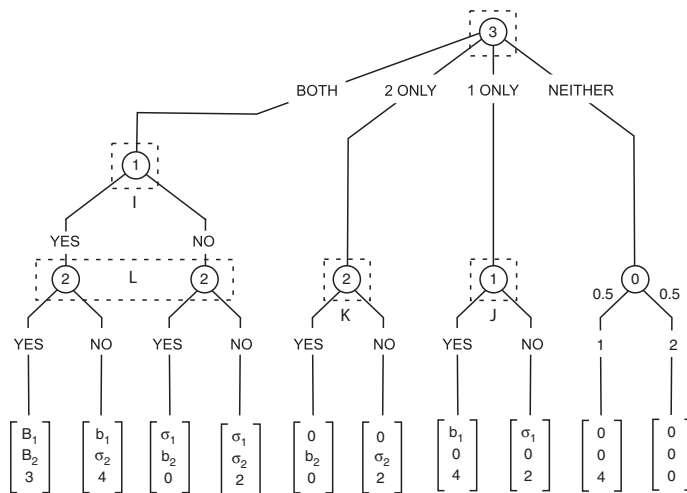 3
BOTH 2 ONLY 1 ONLY NEITHER
1
I
YES NO
2 L 2 2 1 0
K J
0.5 0.5
YES NO YES NO YES NO YES NO 1 2
B₁ b₁ σ₁ σ₁ 0 0 b₁ σ₁ 0 0
B₂ σ₂ b₂ σ₂ b₂ σ₂ 0 0 0 0
3 4 0 2 0 2 4 2 4 0